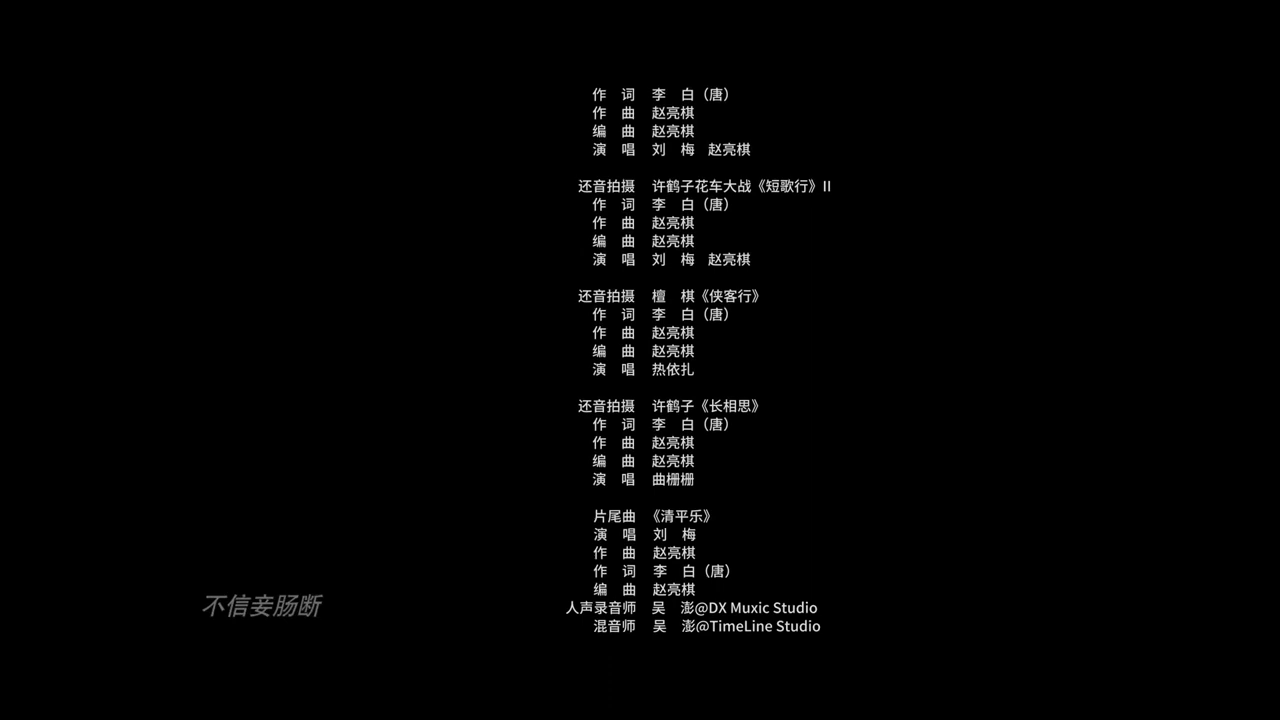 作 词 李 白（唐）
作 曲 赵亮棋
编 曲 赵亮棋
演 唱 刘 梅 赵亮棋
还音拍摄 许鹤子花车大战《短歌行》II
作 词 李 白（唐）
作 曲 赵亮棋
编 曲 赵亮棋
演 唱 刘 梅 赵亮棋
还音拍摄 檀 棋《侠客行》
作 词 李 白（唐）
作 曲 赵亮棋
编 曲 赵亮棋
演 唱 热依扎
还音拍摄 许鹤子《长相思》
作 词 李 白（唐）
作 曲 赵亮棋
编 曲 赵亮棋
演 唱 曲栅栅
片尾曲 《清平乐》
演 唱 刘 梅
作 曲 赵亮棋
作 词 李 白（唐）
编 曲 赵亮棋
人声录音师 吴 澎@DX Muxic Studio
混音师 吴 澎@TimeLine Studio
不信妾肠断